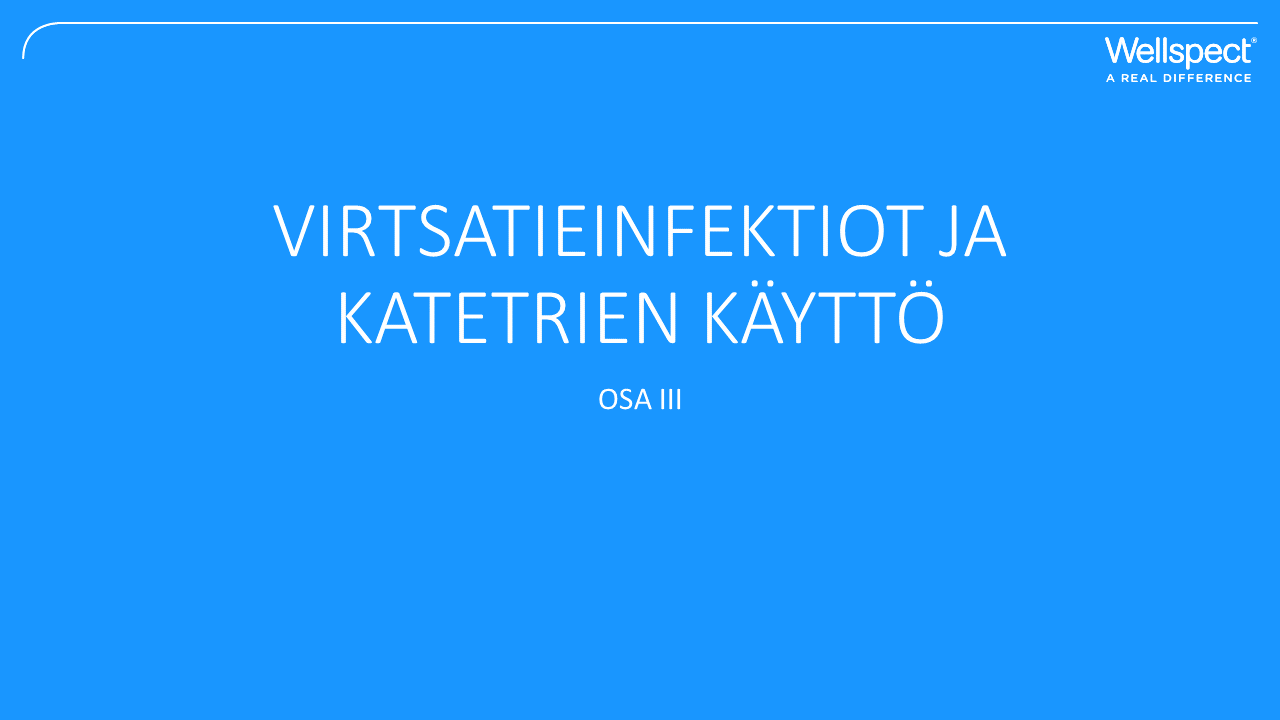 Wellspect®
A REAL DIFFERENCE
VIRTSATIEINFEKTIOT JA
KATETRIEN KÄYTTÖ
OSA III